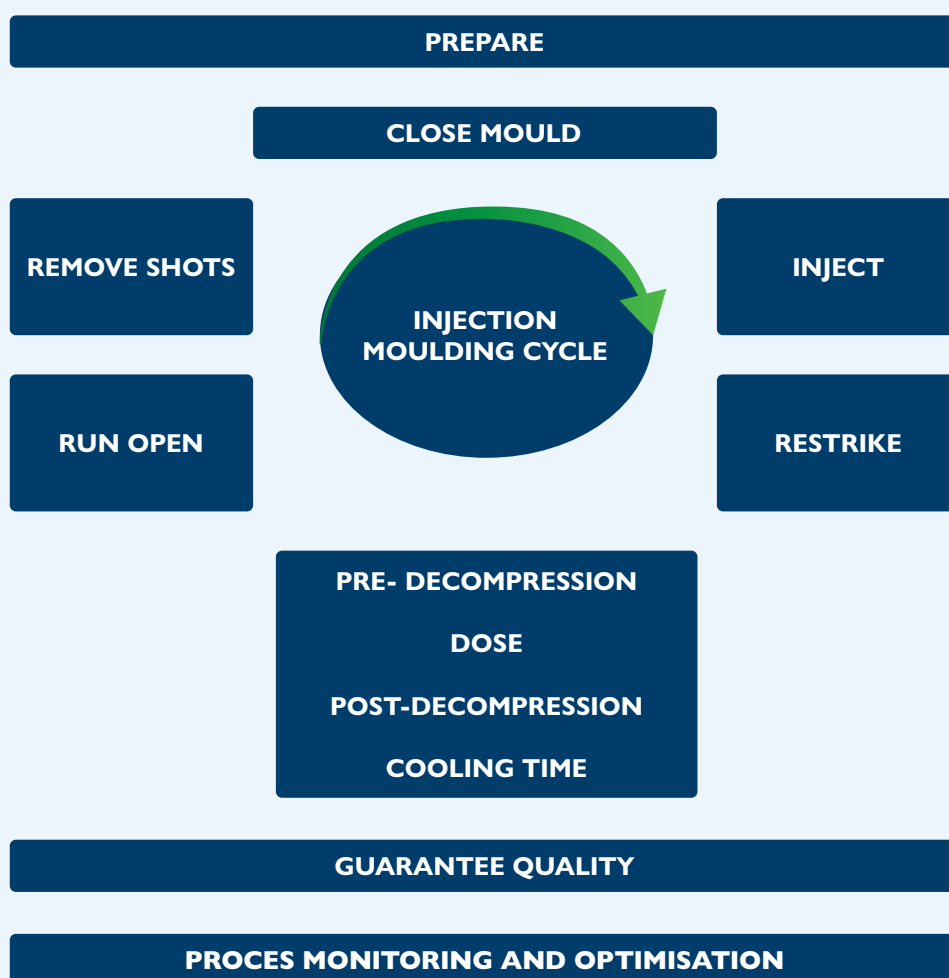 PREPARE
CLOSE MOULD
REMOVE SHOTS
INJECTION
MOULDING CYCLE
INJECT
RUN OPEN
RESTRIKE
PRE- DECOMPRESSION
DOSE
POST-DECOMPRESSION
COOLING TIME
GUARANTEE QUALITY
PROCES MONITORING AND OPTIMISATION